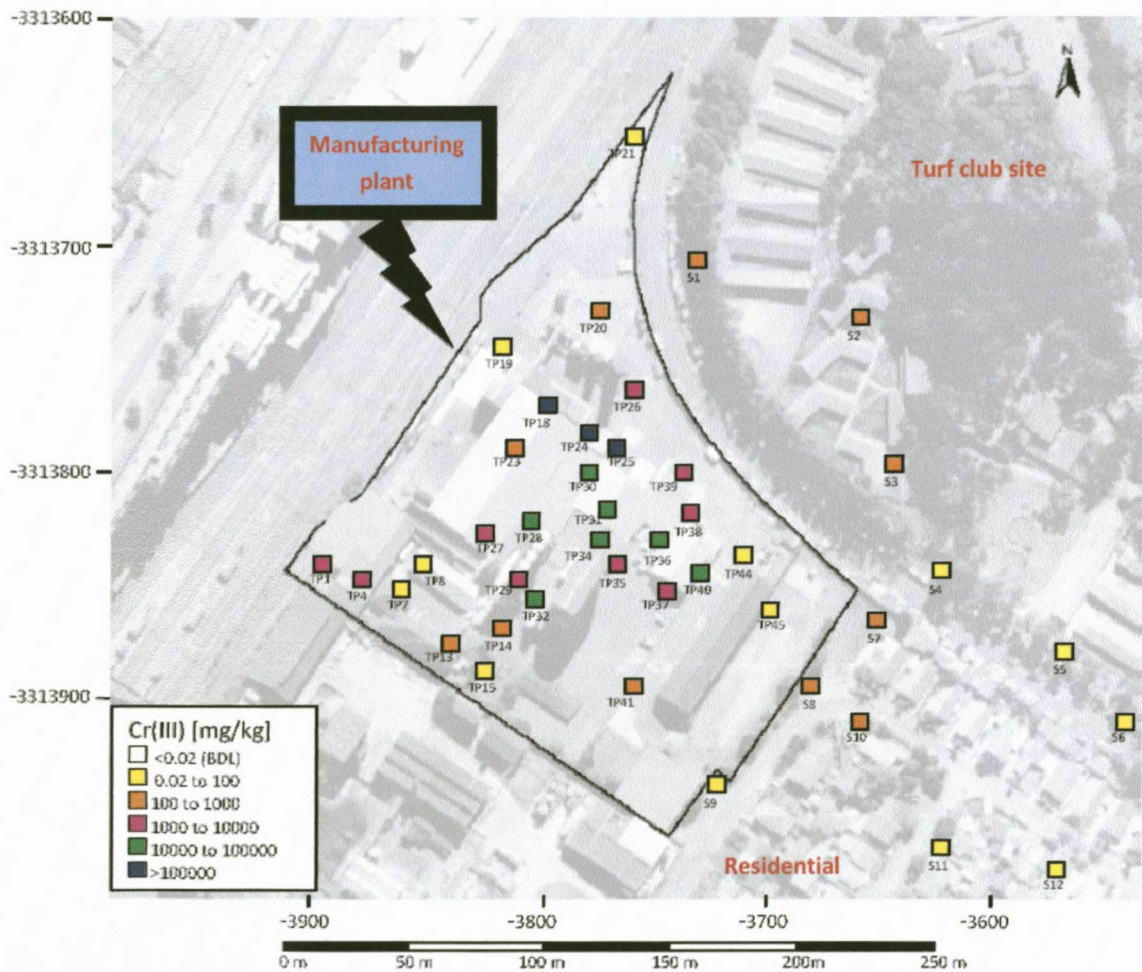 -3313600
N
Manufacturing
plant
TP21
Turf club site
-3313700
S1
TP20
S2
TP19
TP26
TP18
TP24
TP23
TP25
S3
-3313800
TP30
TP39
TP31
TP38
TP27
TP28
TP34
TP36
TP44
TP1
TP4
TP8
TP7
TP29
TP35
TP37
TP40
S4
TP32
TP45
S7
TP14
TP13
S5
TP15
-3313900
TP41
S8
S10
S6
Cr(III) [mg/kg]
<0.02 (BDL)
0.02 to 100
100 to 1000
1000 to 10000
10000 to 100000
>100000
S9
S11
Residential
S12
-3900
-3800
-3700
-3600
0 m
50 m
100 m
150 m
200m
250 m